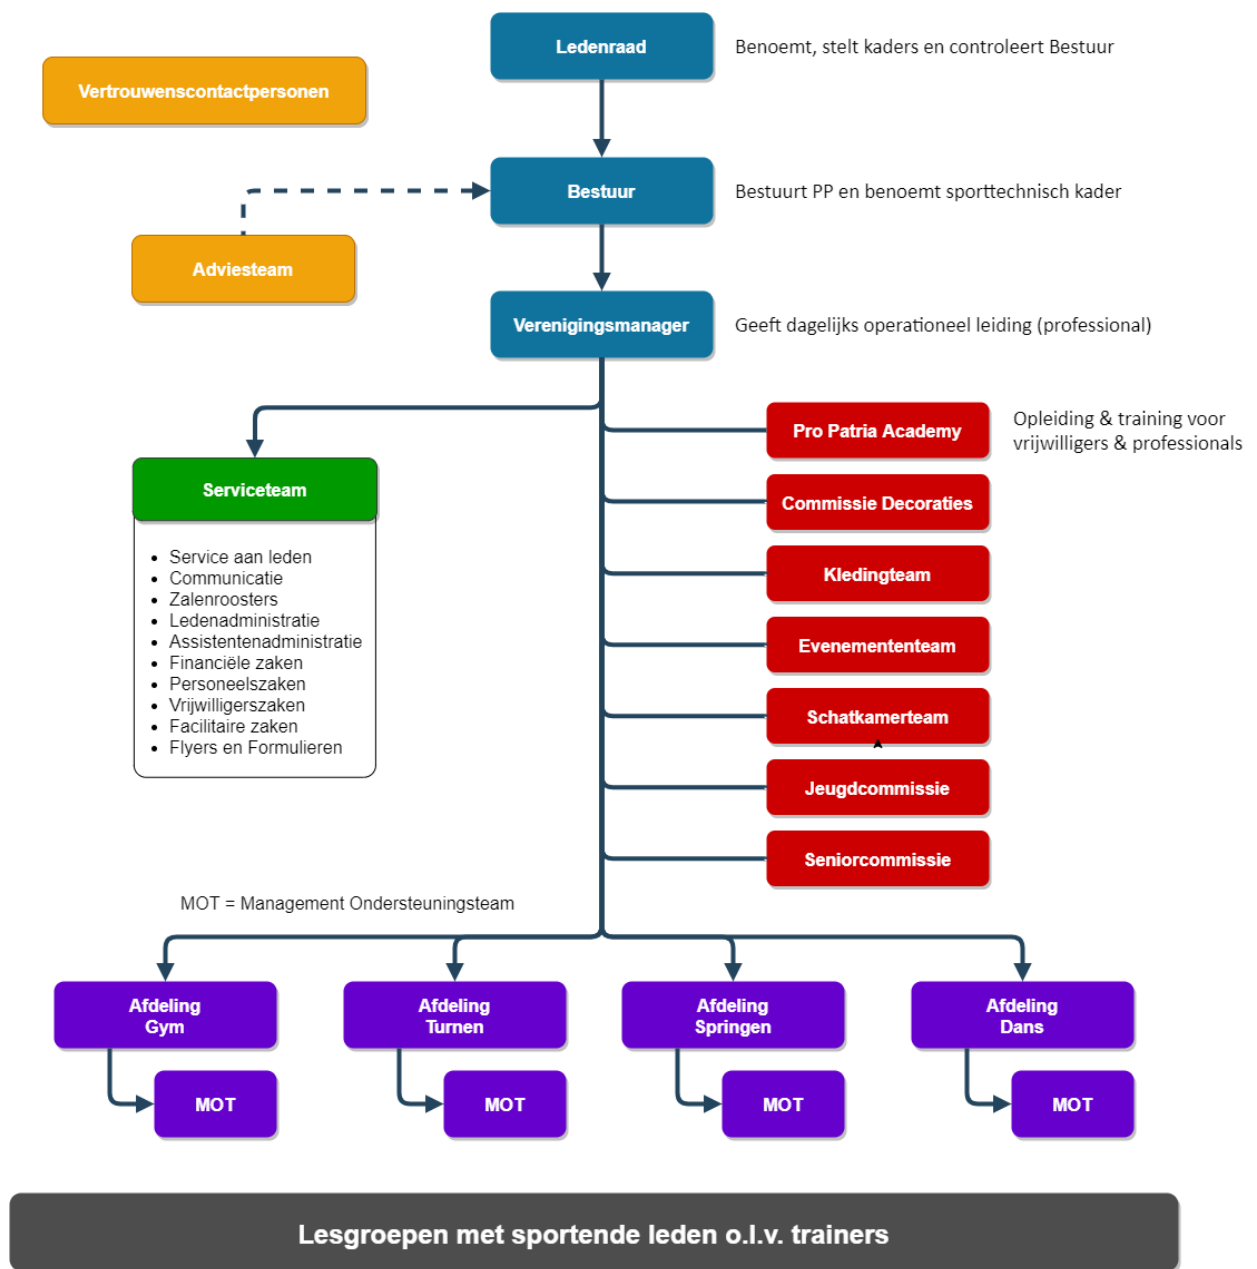 Ledenraad
Benoemt, stelt kaders en controleert Bestuur
Vertrouwenscontactpersonen
Bestuur
Bestuurt PP en benoemt sporttechnisch kader
Adviesteam
Verenigingsmanager
Geeft dagelijks operationeel leiding (professional)
Pro Patria Academy
Opleiding & training voor
vrijwilligers & professionals
Serviceteam
Commissie Decoraties
• Service aan leden
• Communicatie
• Zalenroosters
• Ledenadministratie
• Assistentenadministratie
• Financiële zaken
• Personeelszaken
• Vrijwilligerszaken
• Facilitaire zaken
• Flyers en Formulieren
Kledingteam
Evenemententeam
Schatkamerteam
Jeugdcommissie
Seniorcommissie
MOT = Management Ondersteuningsteam
Afdeling
Gym
Afdeling
Turnen
Afdeling
Springen
Afdeling
Dans
MOT
MOT
MOT
MOT
Lesgroepen met sportende leden o.l.v. trainers